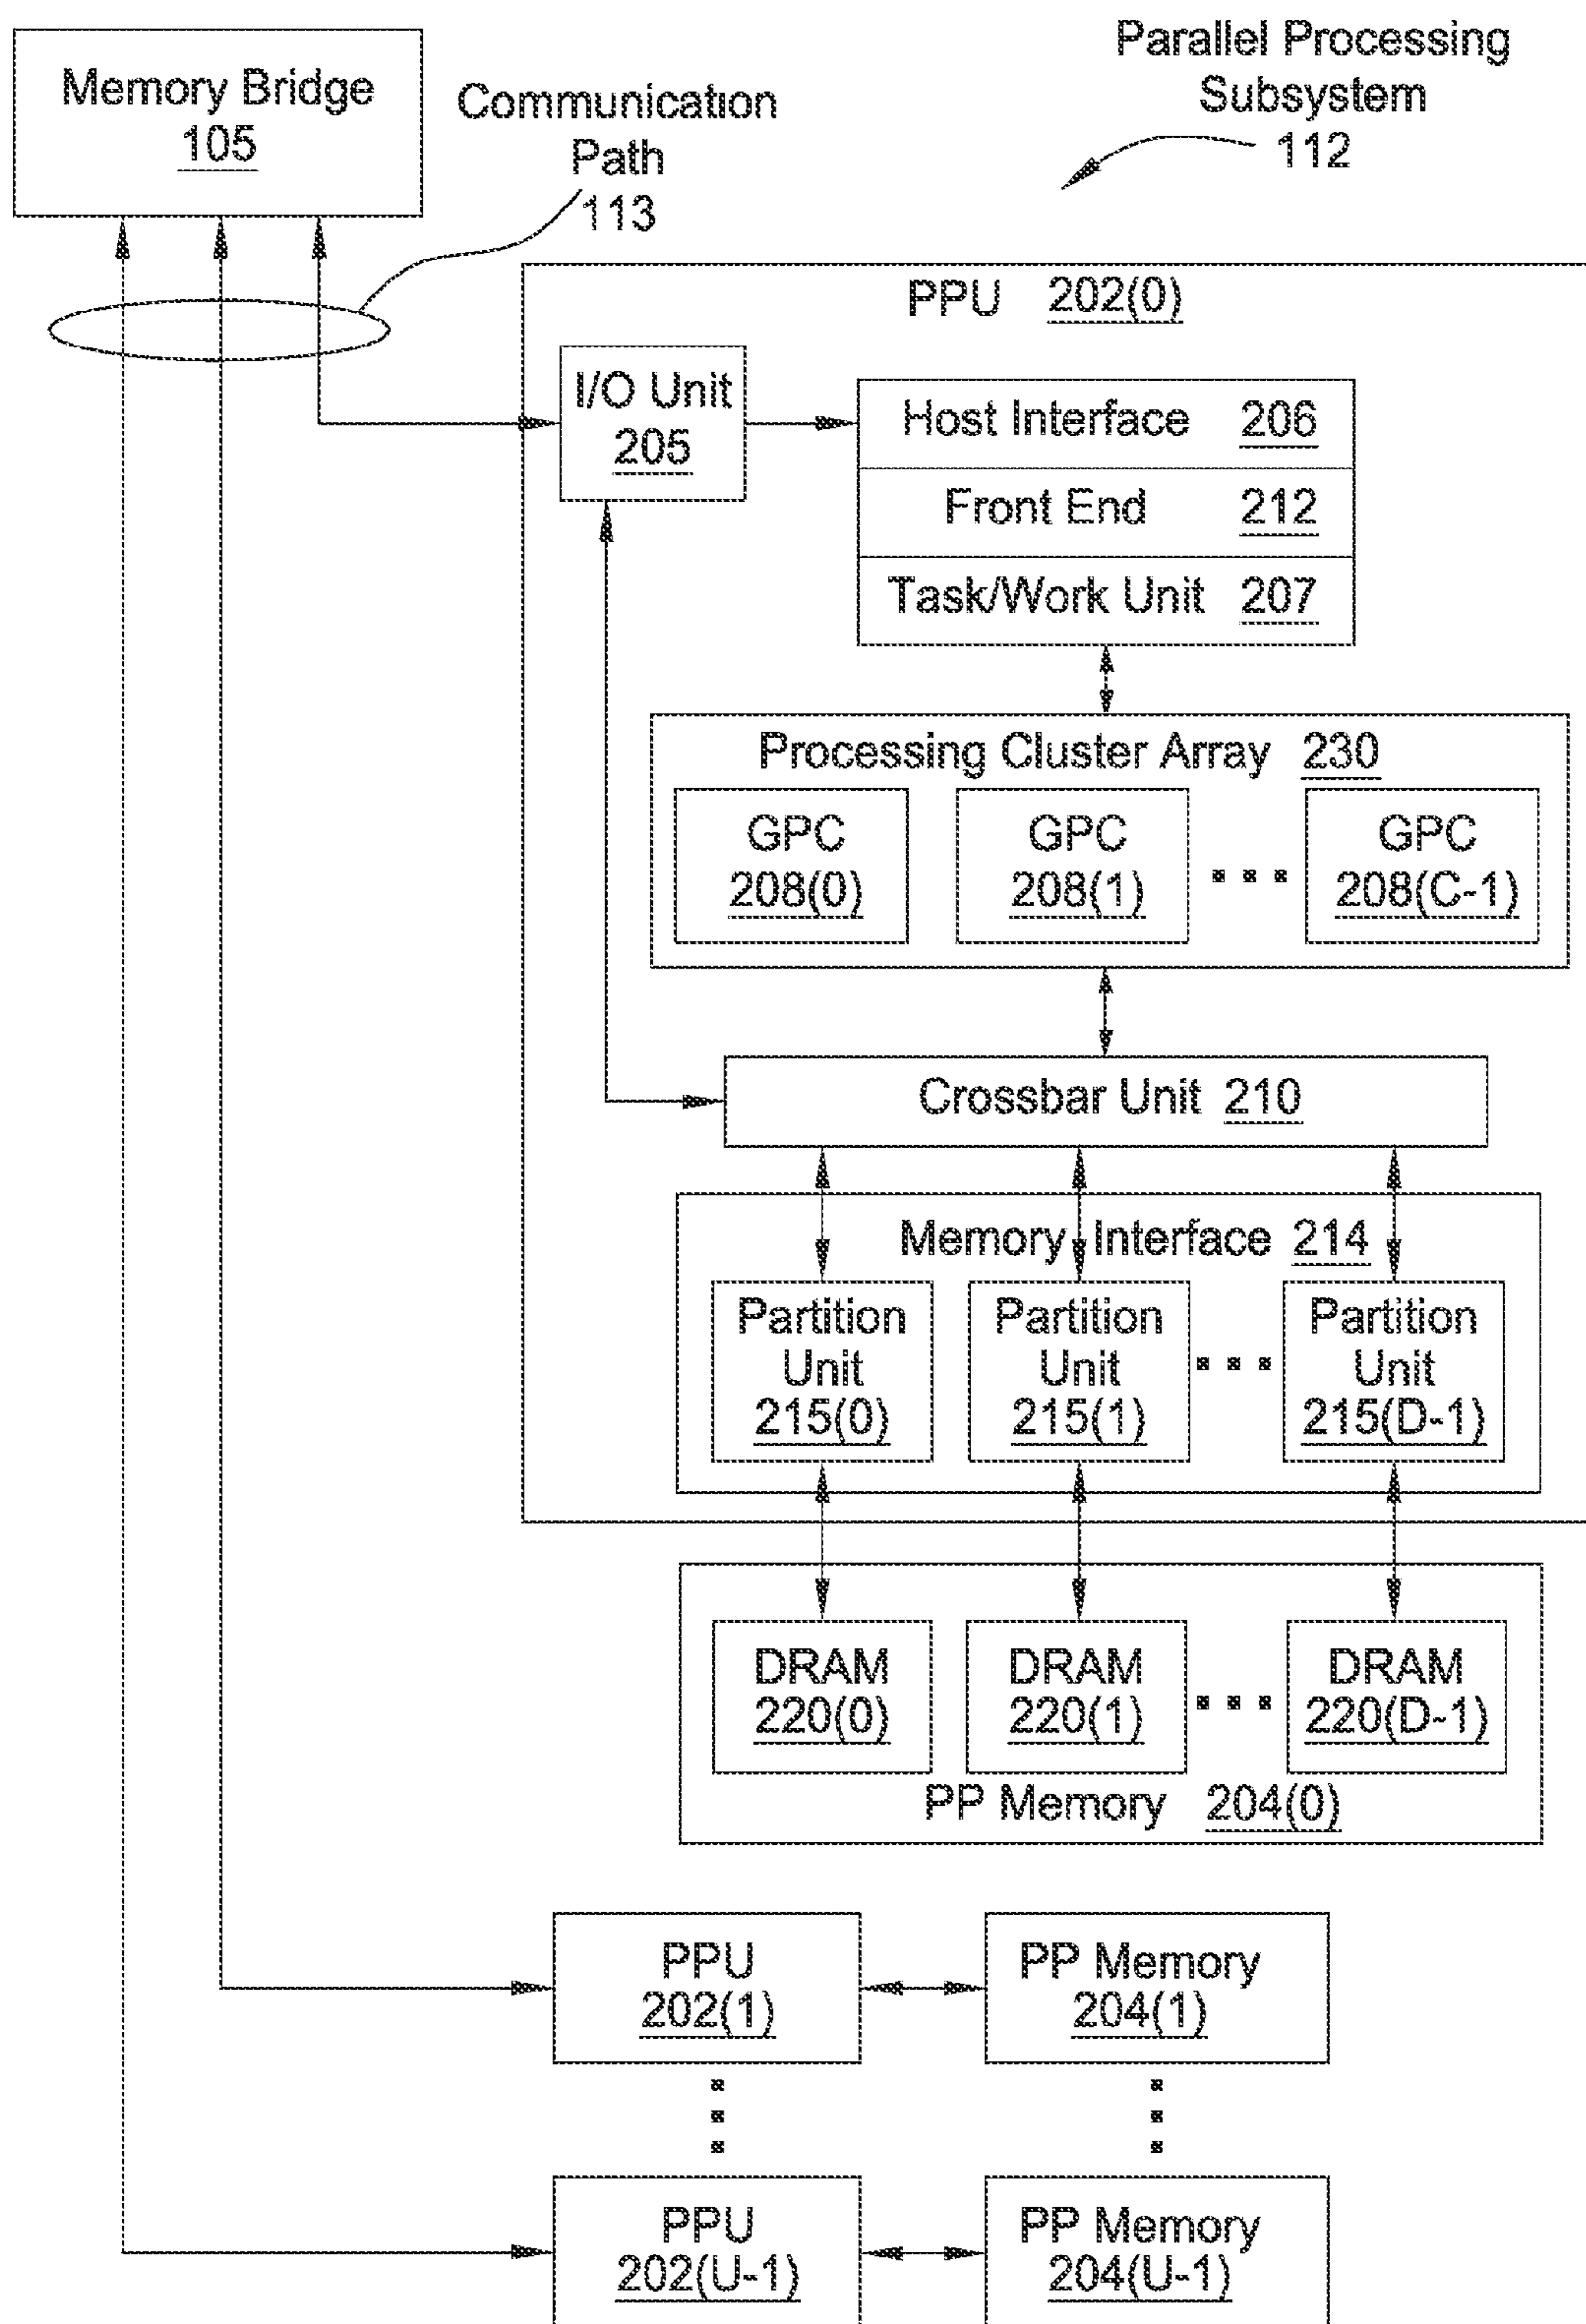 Memory Bridge
105
Communication
Path
113
Parallel Processing
Subsystem
112
PPU 202(0)
I/O Unit
205
Host Interface 206
Front End 212
Task/Work Unit 207
Processing Cluster Array 230
GPC
208(0)
GPC
208(1)
GPC
208(C-1)
Crossbar Unit 210
Memory Interface 214
Partition
Unit
215(0)
Partition
Unit
215(1)
Partition
Unit
215(D-1)
DRAM
220(0)
DRAM
220(1)
DRAM
220(D-1)
PP Memory 204(0)
PPU
202(1)
PP Memory
204(1)
PPU
202(U-1)
PP Memory
204(U-1)